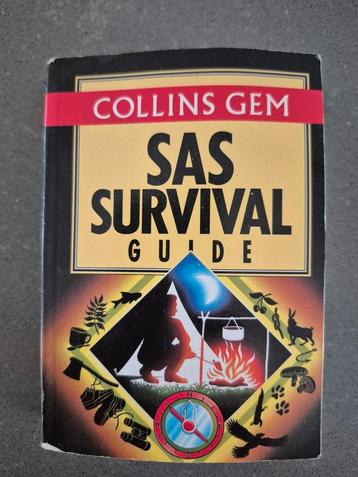 COLLINS GEM
SAS
SURVIVAL
GUIDE